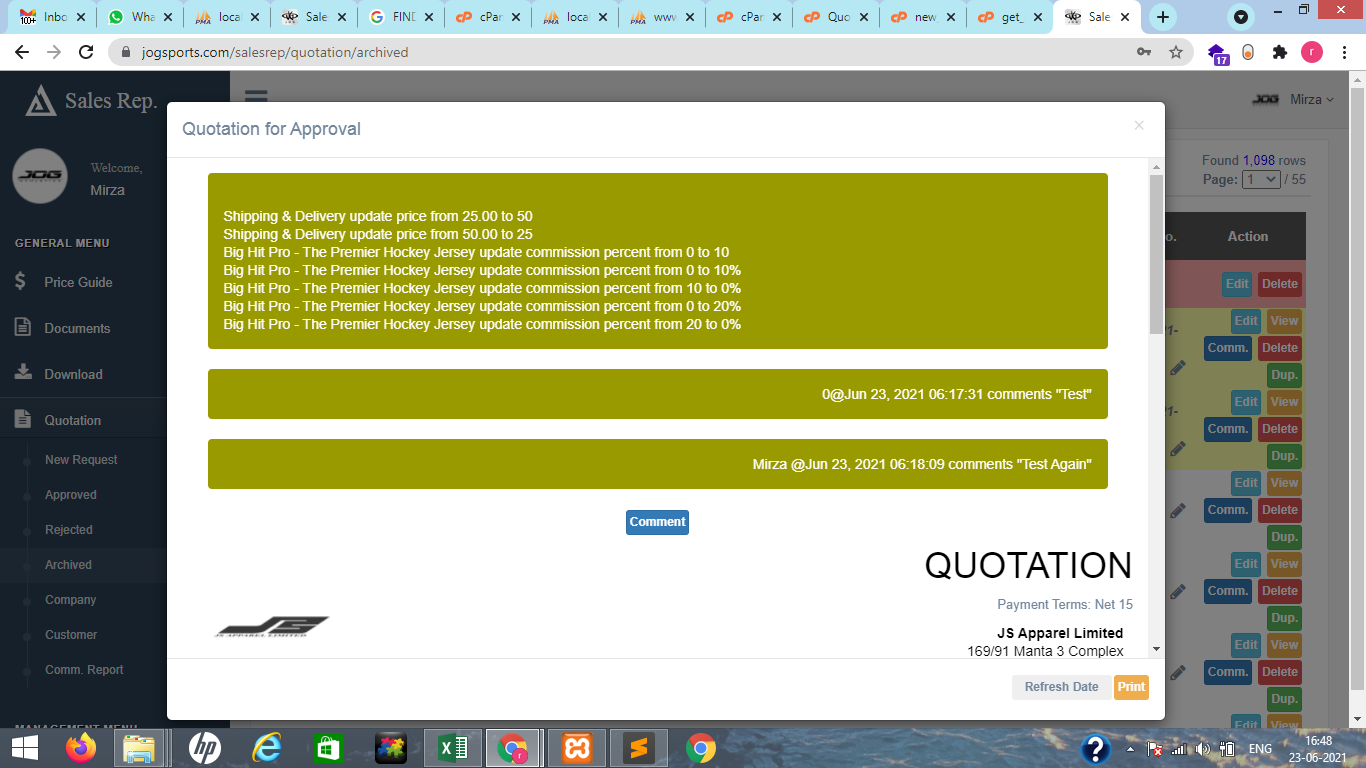 Inbo
Wha
local
Sale
FIND
cPar
local
www
cPar
Quo
new
get_
Sale
jogsports.com/salesrep/quotation/archived
17
r
Sales Rep.
Mirza
Welcome,
Mirza
GENERAL MENU
Price Guide
Documents
Download
Quotation
New Request
Approved
Rejected
Archived
Company
Customer
Comm. Report
Quotation for Approval
×
Shipping & Delivery update price from 25.00 to 50
Shipping & Delivery update price from 50.00 to 25
Big Hit Pro - The Premier Hockey Jersey update commission percent from 0 to 10
Big Hit Pro - The Premier Hockey Jersey update commission percent from 0 to 10%
Big Hit Pro - The Premier Hockey Jersey update commission percent from 10 to 0%
Big Hit Pro - The Premier Hockey Jersey update commission percent from 0 to 20%
Big Hit Pro - The Premier Hockey Jersey update commission percent from 20 to 0%
0@Jun 23, 2021 06:17:31 comments "Test"
Mirza @Jun 23, 2021 06:18:09 comments "Test Again"
Comment
QUOTATION
Payment Terms: Net 15
JS APPAREL LIMITED
JS Apparel Limited
169/91 Manta 3 Complex
Refresh Date Print
Found 1,098 rows
Page: 1 / 55
o. Action
Edit Delete
Edit View
Comm. Delete
Dup.
Edit View
Comm. Delete
Dup.
Edit View
Comm. Delete
Dup.
Edit View
Comm. Delete
Dup.
Edit View
Comm. Delete
Dup.
Edit View
MANAGEMENT MENU
ENG
16:48
23-06-2021